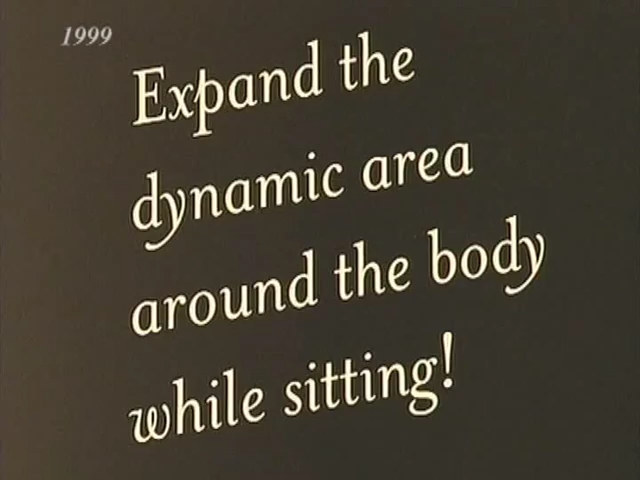 1999
Expand the
dynamic area
around the body
while sitting!